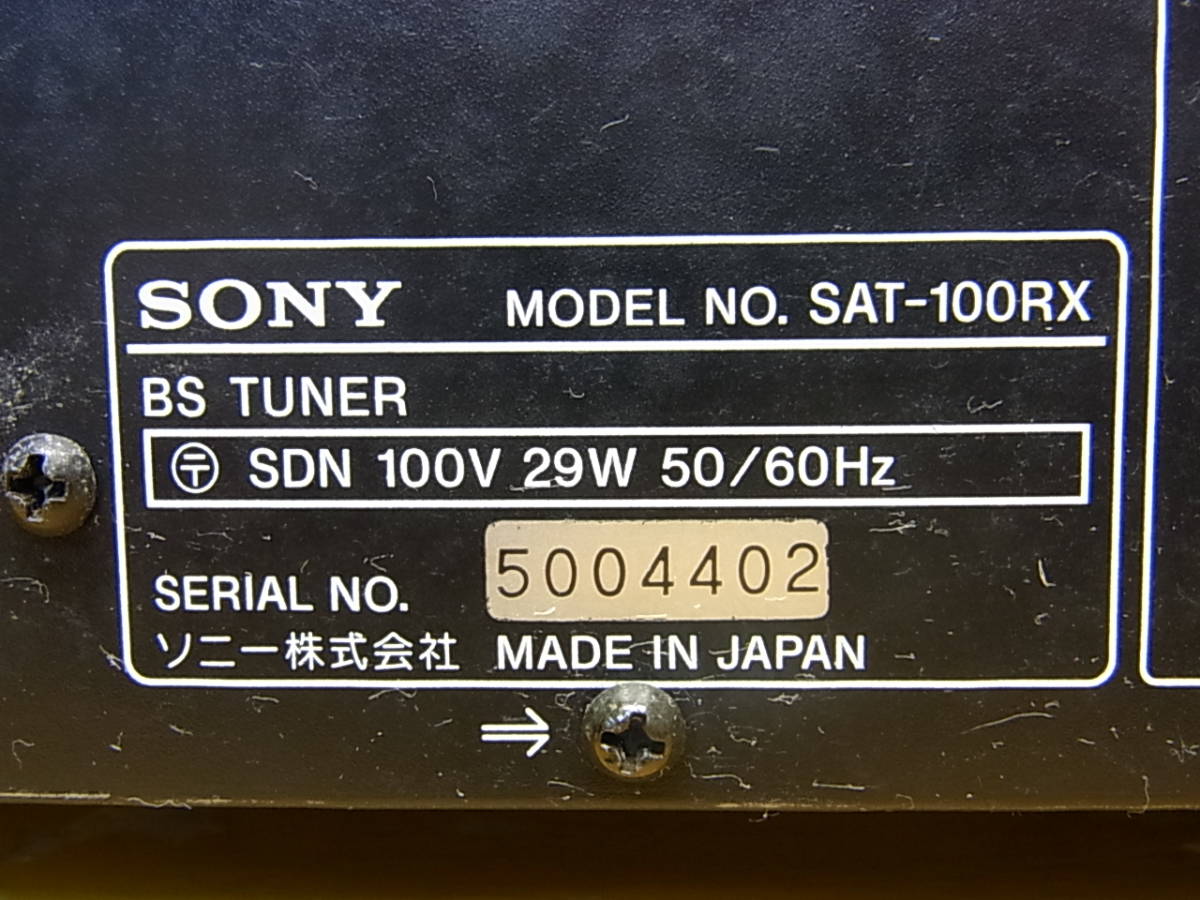 SONY MODEL NO. SAT-100RX
BS TUNER
〶 SDN 100V 29W 50/60Hz
SERIAL NO. 5004402
ソニー株式会社 MADE IN JAPAN
⇒